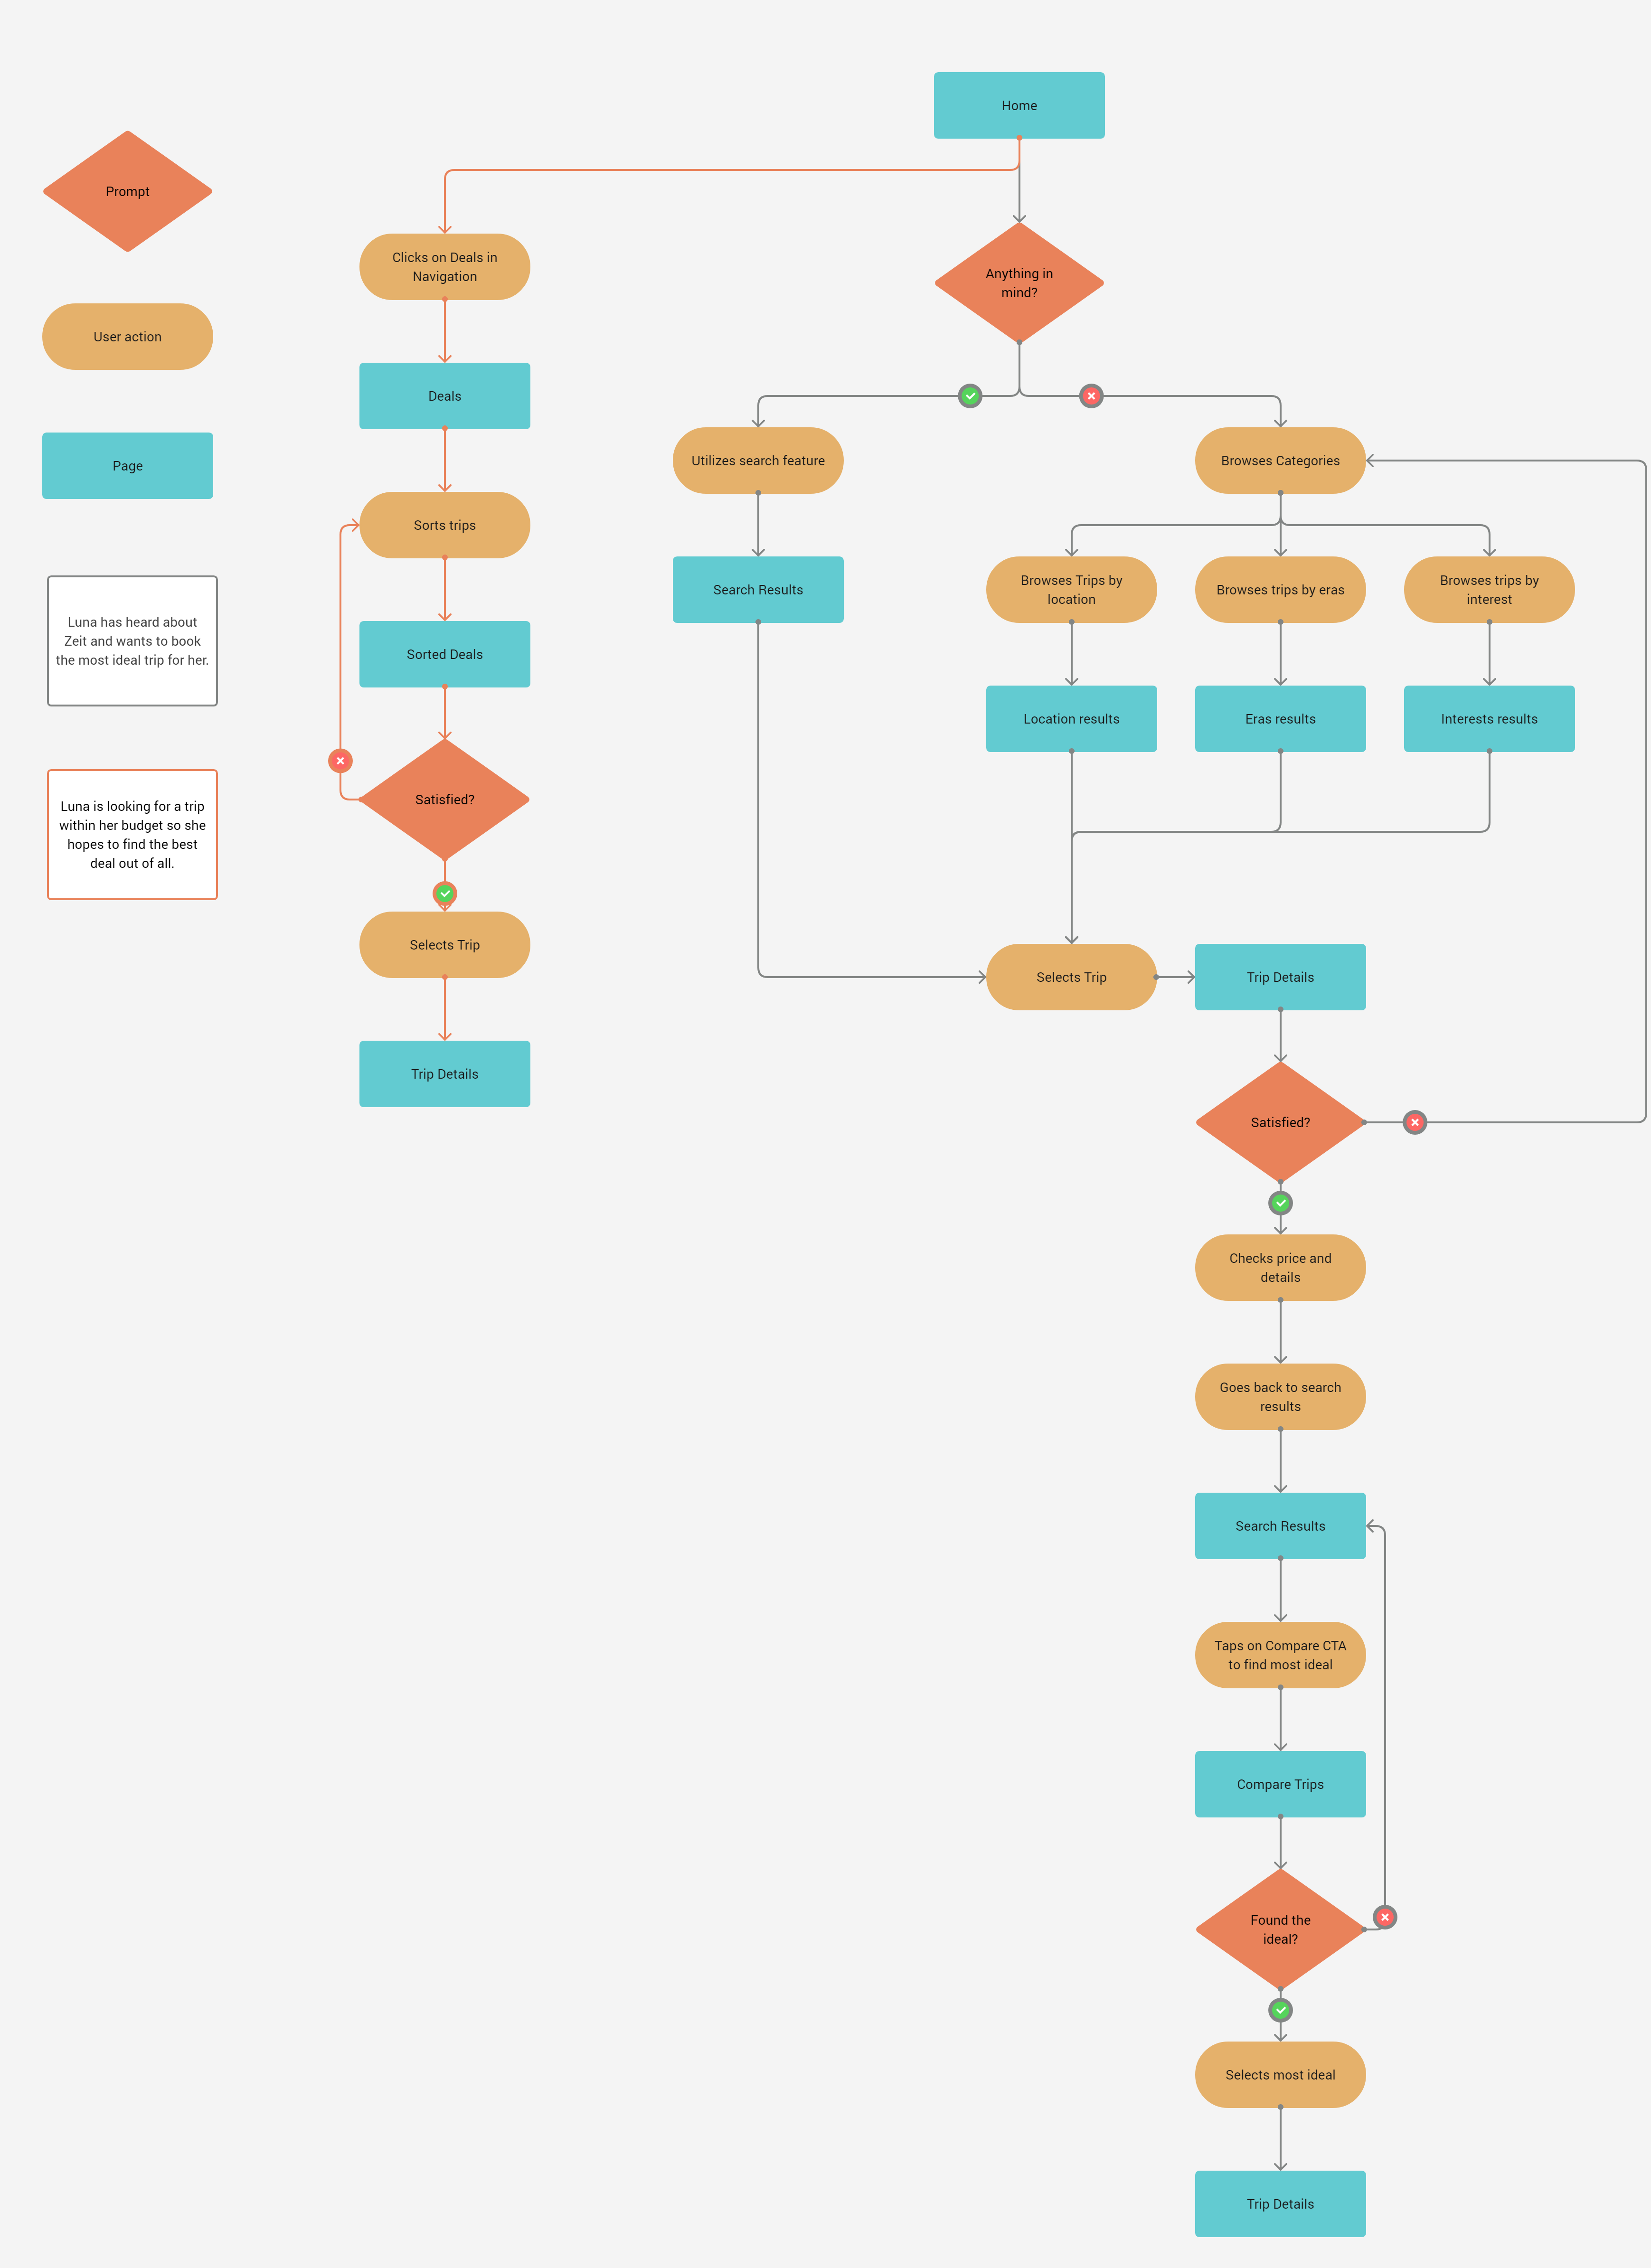 Home
Prompt
Clicks on Deals in
Navigation
Anything in
mind?
User action
Deals
Utilizes search feature
Browses Categories
Page
Sorts trips
Search Results
Browses Trips by
location
Browses trips by eras
Browses trips by
interest
Luna has heard about
Zeit and wants to book
the most ideal trip for her.
Sorted Deals
Location results
Eras results
Interests results
Luna is looking for a trip
within her budget so she
hopes to find the best
deal out of all.
Satisfied?
Selects Trip
Selects Trip
Trip Details
Trip Details
Satisfied?
Checks price and
details
Goes back to search
results
Search Results
Taps on Compare CTA
to find most ideal
Compare Trips
Found the
ideal?
Selects most ideal
Trip Details